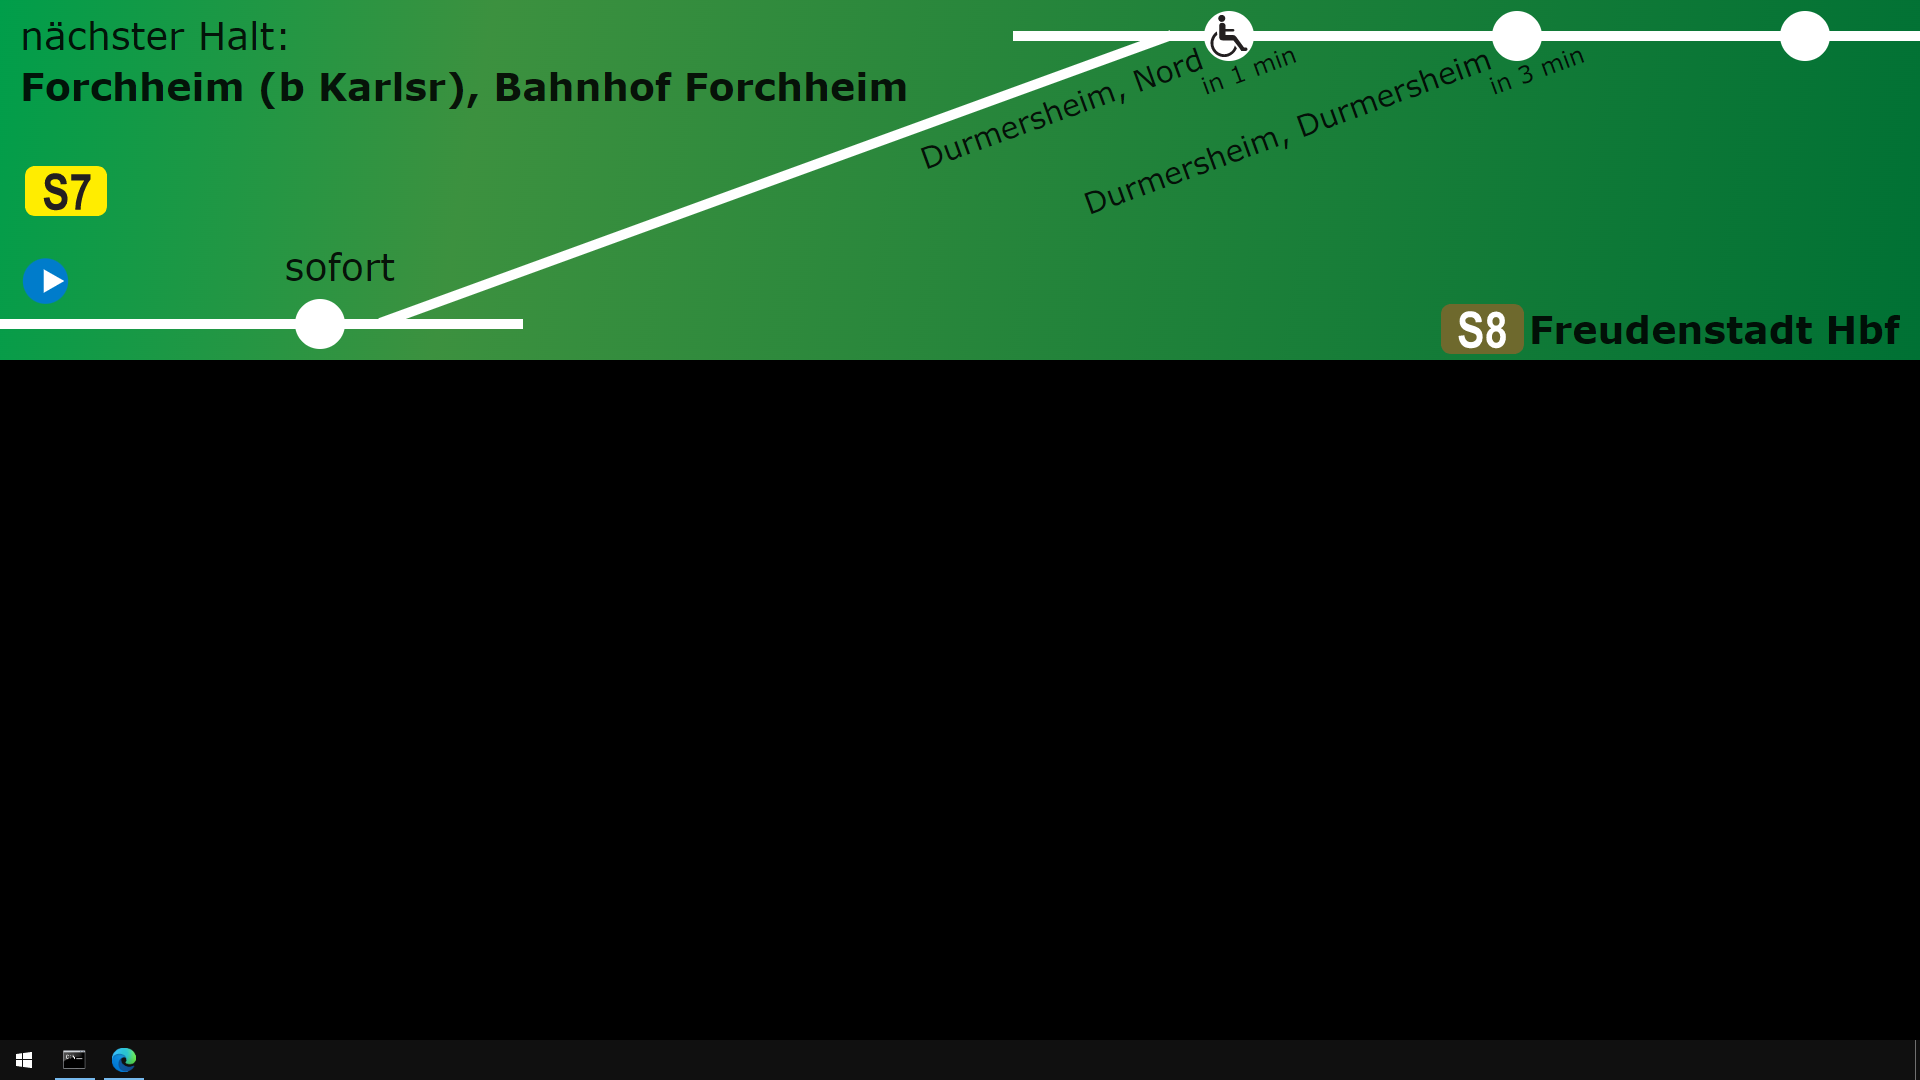 nächster Halt:
Forchheim (b Karlsr), Bahnhof Forchheim
S7
sofort
Durmersheim, Nord
in 1 min
Durmersheim, Durmersheim
in 3 min
S8 Freudenstadt Hbf